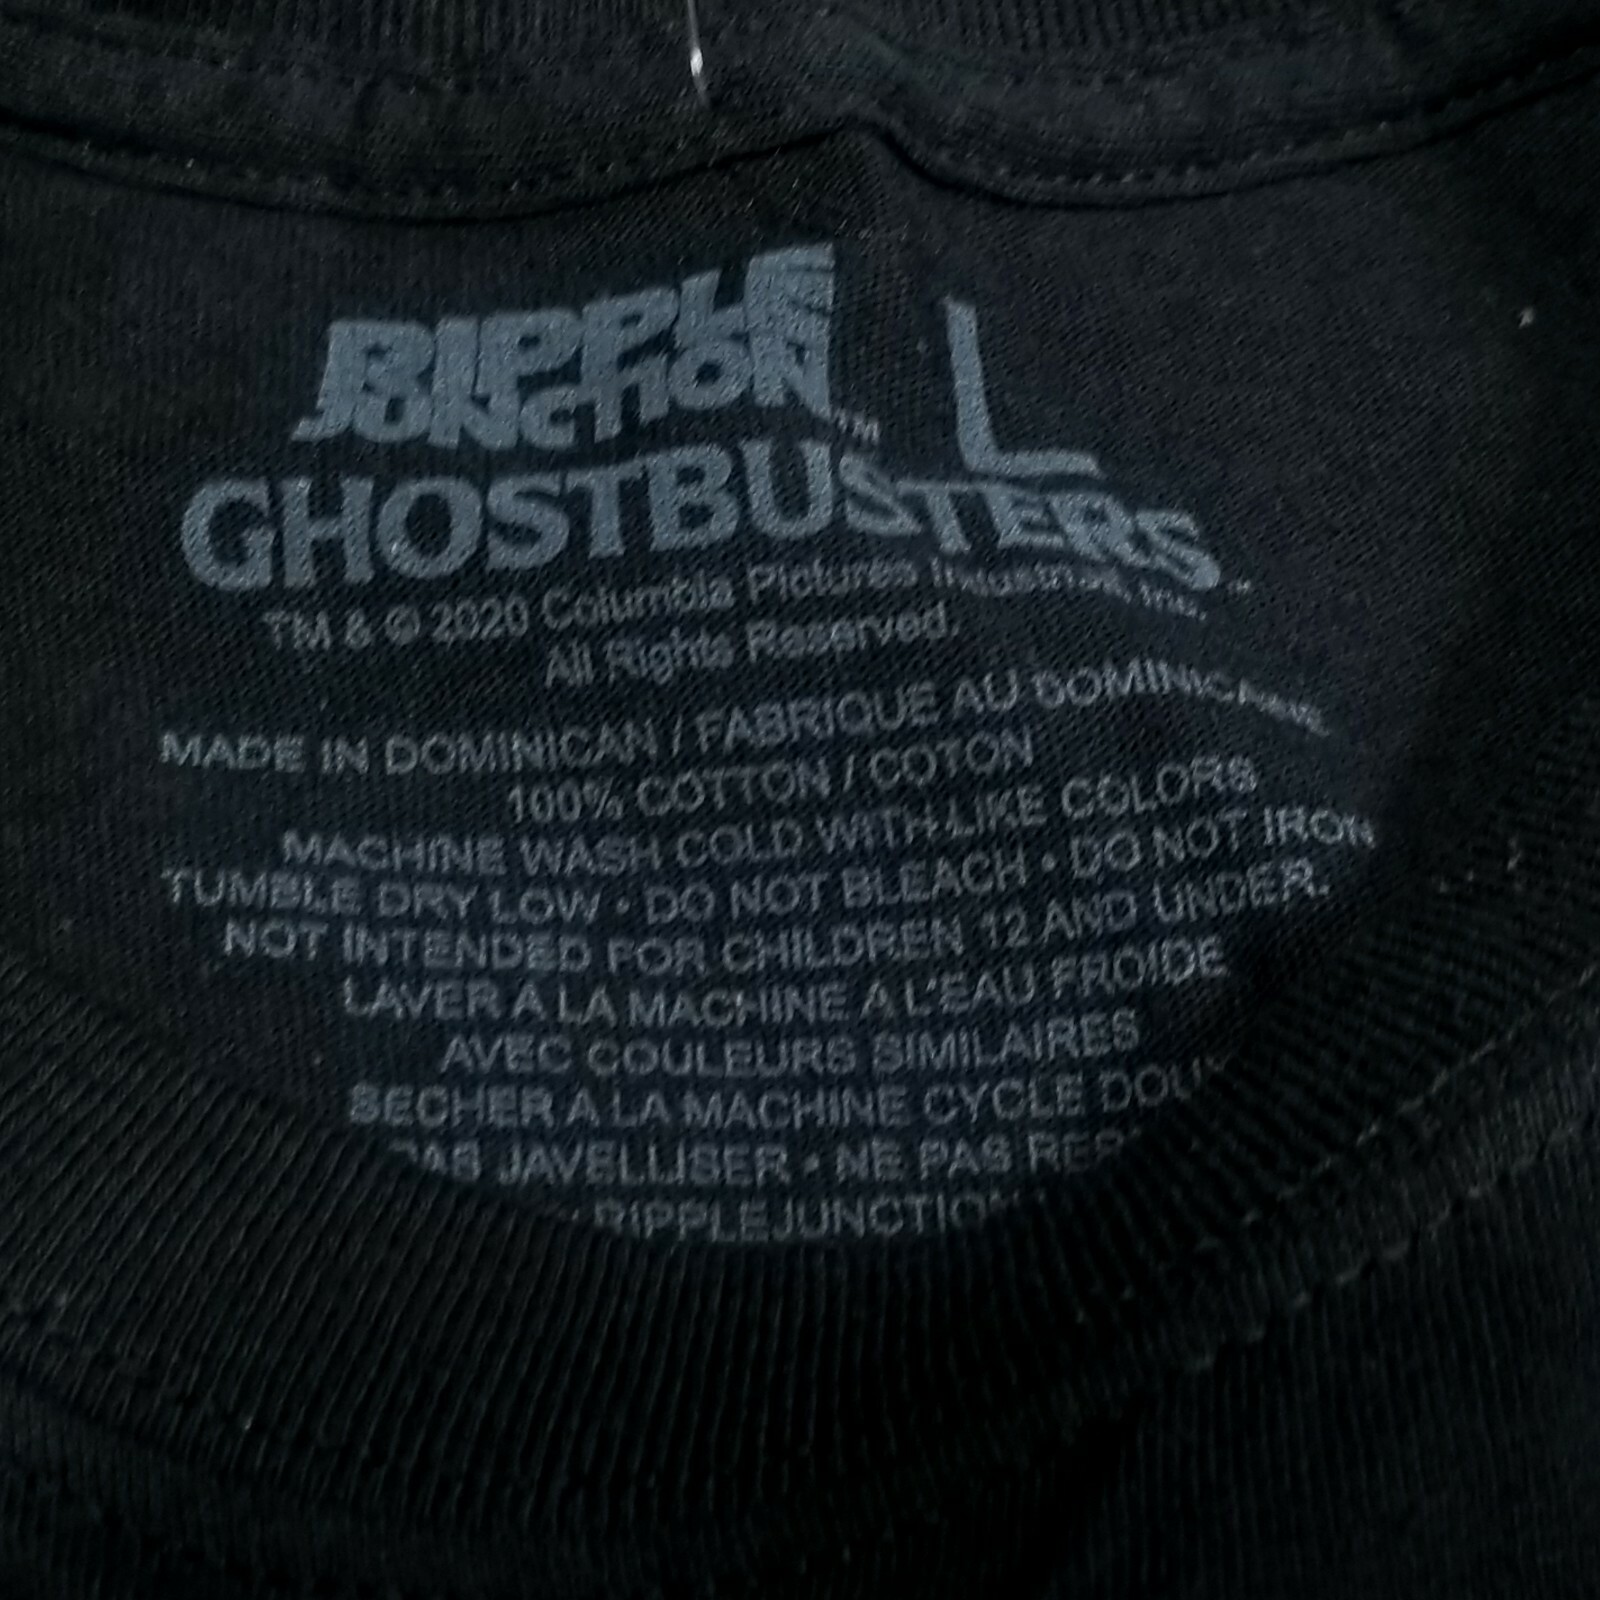 RIPPLE
JUNCTION™ L
GHOSTBUSTERS™
TM & © 2020 Columbia Pictures Industries, Inc.
All Rights Reserved.
MADE IN DOMINICAN / FABRIQUE AU DOMINICAINE
100% COTTON / COTON
MACHINE WASH COLD WITH LIKE COLORS
TUMBLE DRY LOW • DO NOT BLEACH • DO NOT IRON
NOT INTENDED FOR CHILDREN 12 AND UNDER.
LAVER A LA MACHINE A L'EAU FROIDE
AVEC COULEURS SIMILAIRES
SECHER A LA MACHINE CYCLE DOU
PAS JAVELLISER • NE PAS REP
RIPPLEJUNCTION